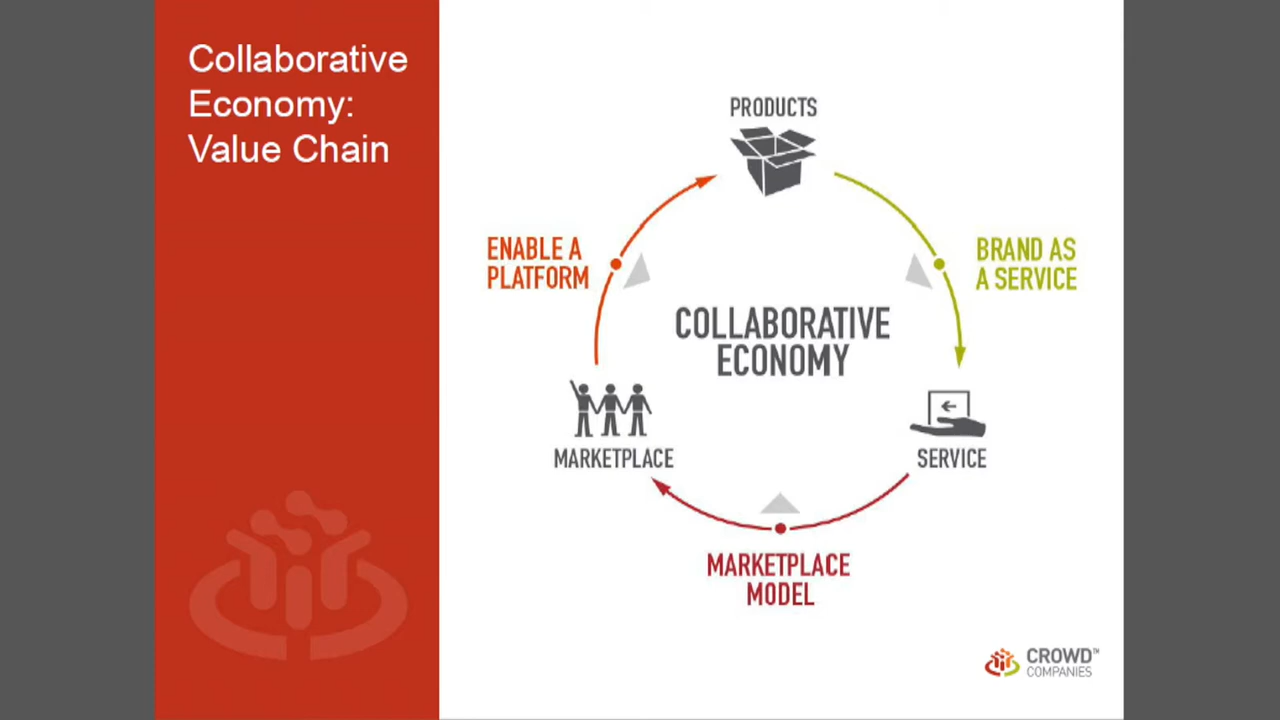 Collaborative
Economy:
Value Chain
PRODUCTS
ENABLE A
PLATFORM
BRAND AS
A SERVICE
COLLABORATIVE
ECONOMY
MARKETPLACE
SERVICE
MARKETPLACE
MODEL
CROWD™
COMPANIES